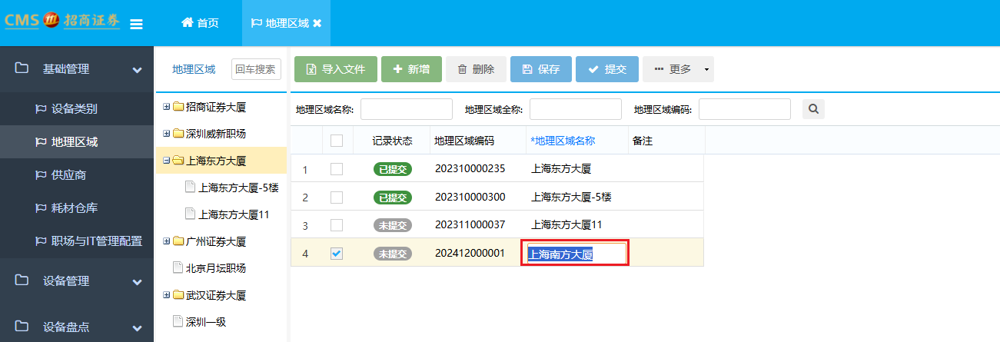 CMS 招商证券
首页
地理区域
基础管理
设备类别
地理区域
供应商
耗材仓库
职场与IT管理配置
设备管理
设备盘点
地理区域 回车搜索
招商证券大厦
深圳威新职场
上海东方大厦
上海东方大厦-5楼
上海东方大厦11
广州证券大厦
北京月坛职场
武汉证券大厦
深圳一级
导入文件 新增 删除 保存 提交 更多
地理区域名称: 地理区域全称: 地理区域编码:
记录状态 地理区域编码 *地理区域名称 备注
1 已提交 202310000235 上海东方大厦
2 已提交 202310000300 上海东方大厦-5楼
3 未提交 202311000037 上海东方大厦11
4 未提交 202412000001 上海南方大厦